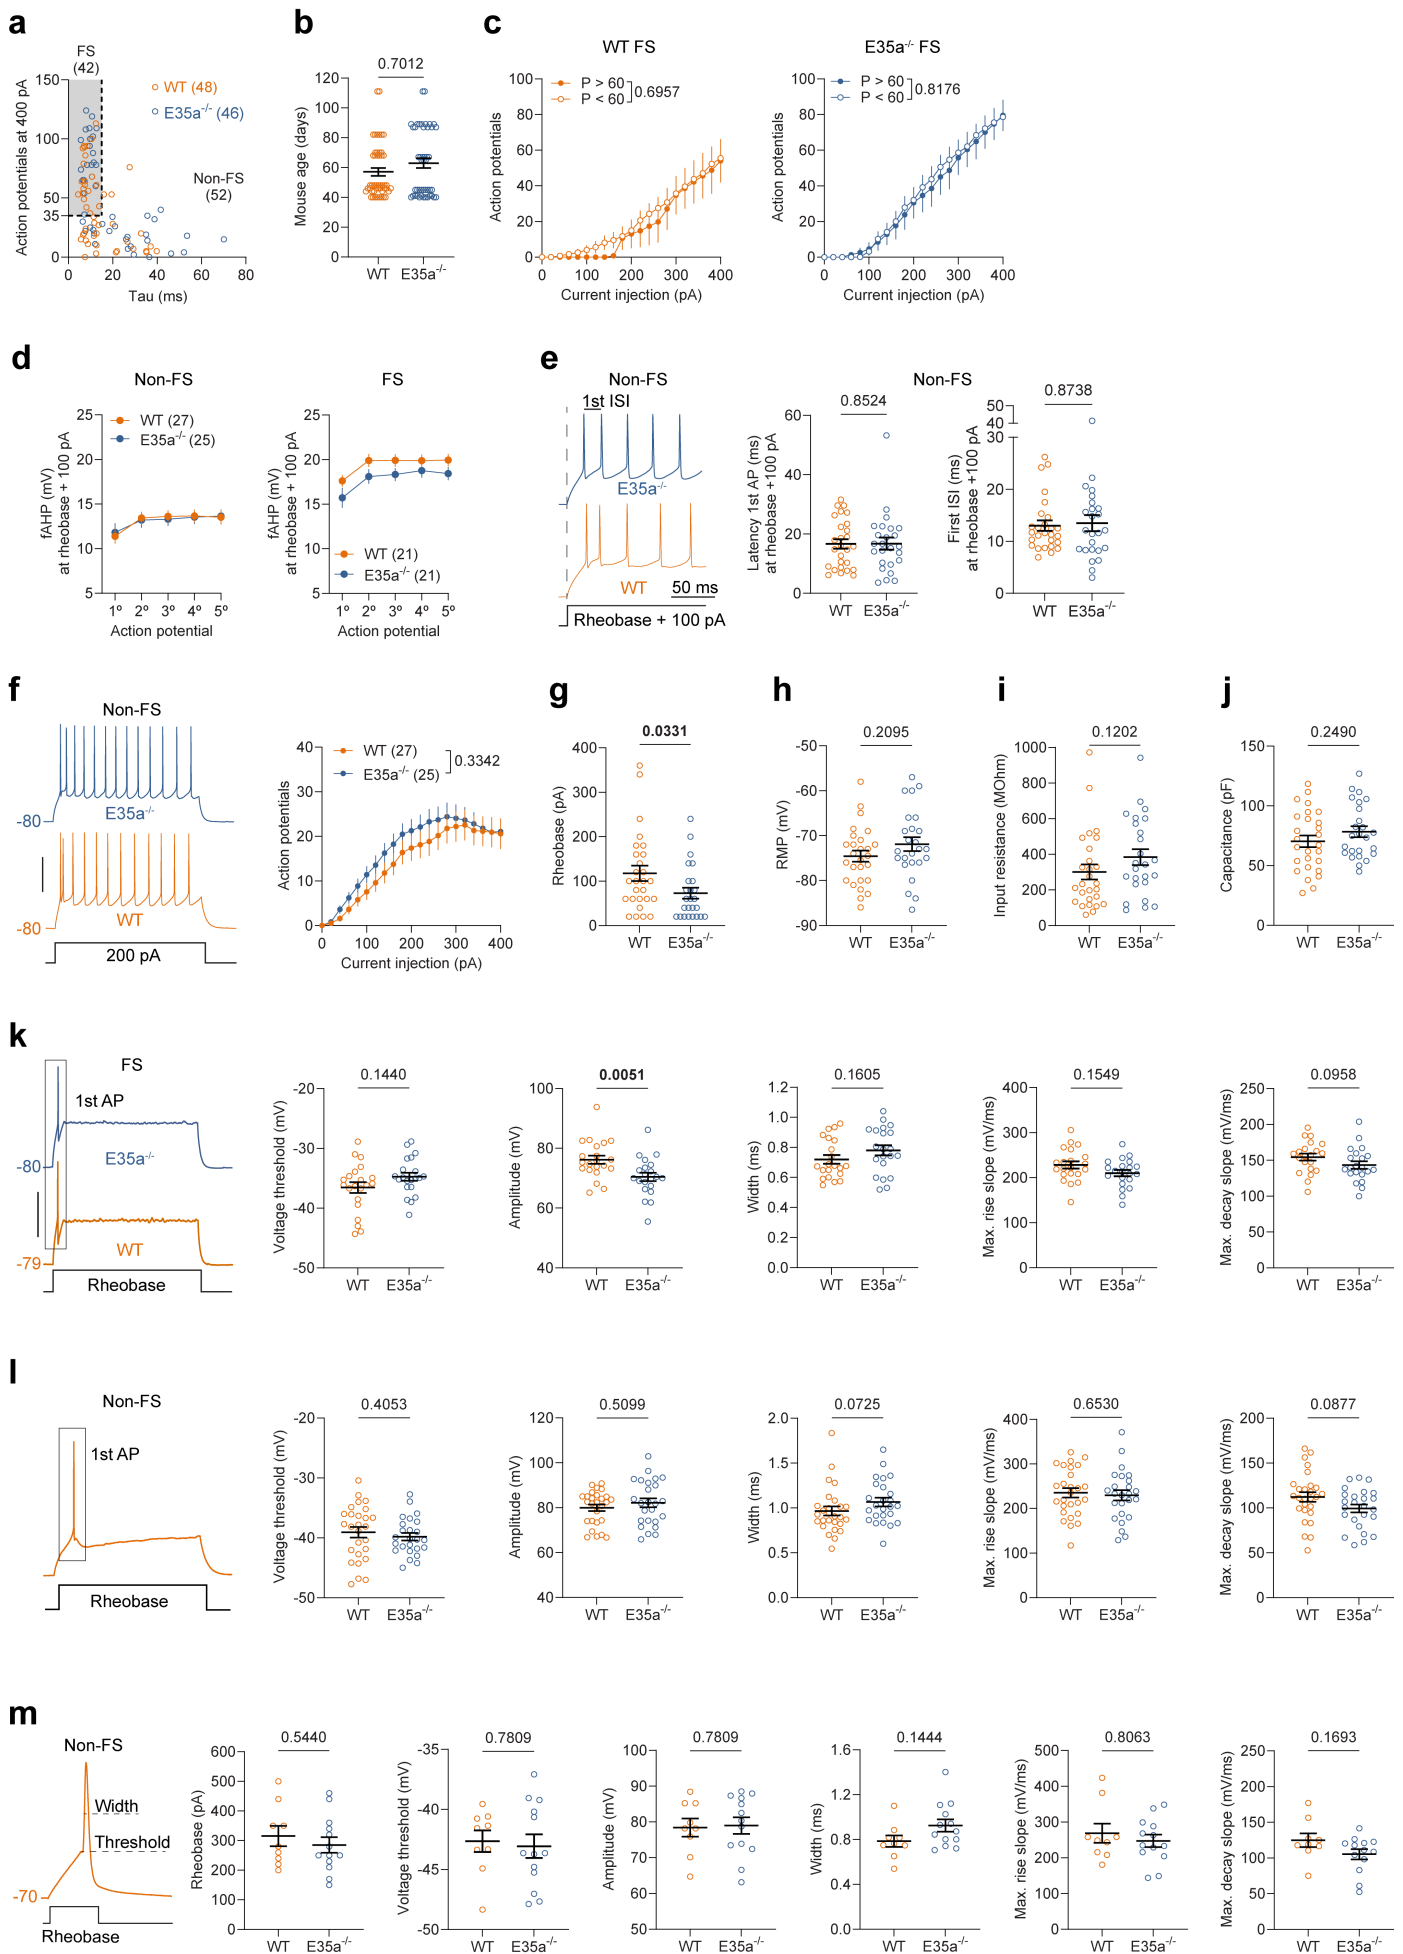 a
FS
(42)
WT (48)
E35a-/- (46)
Non-FS
(52)
Action potentials at 400 pA
150
100
50
35
0
0 20 40 60 80
Tau (ms)
b
0.7012
Mouse age (days)
120
100
80
60
40
20
0
WT E35a-/-
c
WT FS
P > 60
P < 60
0.6957
Action potentials
100
80
60
40
20
0
0 100 200 300 400
Current injection (pA)
E35a-/- FS
P > 60
P < 60
0.8176
Action potentials
100
80
60
40
20
0
0 100 200 300 400
Current injection (pA)
d
Non-FS
WT (27)
E35a-/- (25)
fAHP (mV)
at rheobase + 100 pA
25
20
15
10
5
1º 2º 3º 4º 5º
Action potential
FS
WT (21)
E35a-/- (21)
fAHP (mV)
at rheobase + 100 pA
25
20
15
10
5
1º 2º 3º 4º 5º
Action potential
e
Non-FS
1st ISI
E35a-/-
WT
50 ms
Rheobase + 100 pA
Non-FS
0.8524
Latency 1st AP (ms)
at rheobase +100 pA
60
40
20
0
WT E35a-/-
0.8738
First ISI (ms)
at rheobase +100 pA
50
40
30
20
10
0
WT E35a-/-
f
Non-FS
-80
E35a-/-
-80
WT
200 pA
WT (27)
E35a-/- (25)
0.3342
Action potentials
40
30
20
10
0
0 100 200 300 400
Current injection (pA)
g
0.0331
Rheobase (pA)
400
300
200
100
0
WT E35a-/-
h
0.2095
RMP (mV)
-50
-60
-70
-80
-90
WT E35a-/-
i
0.1202
Input resistance (MOhm)
1000
800
600
400
200
0
WT E35a-/-
j
0.2490
Capacitance (pF)
150
100
50
0
WT E35a-/-
k
FS
1st AP
-80
E35a-/-
-79
WT
Rheobase
0.1440
Voltage threshold (mV)
-20
-30
-40
-50
WT E35a-/-
0.0051
Amplitude (mV)
100
80
60
40
WT E35a-/-
0.1605
Width (ms)
1.2
1.0
0.8
0.6
0.4
0.2
0.0
WT E35a-/-
0.1549
Max. rise slope (mV/ms)
400
300
200
100
0
WT E35a-/-
0.0958
Max. decay slope (mV/ms)
250
200
150
100
50
0
WT E35a-/-
l
Non-FS
1st AP
Rheobase
0.4053
Voltage threshold (mV)
-20
-30
-40
-50
WT E35a-/-
0.5099
Amplitude (mV)
120
100
80
60
40
WT E35a-/-
0.0725
Width (ms)
2.0
1.5
1.0
0.5
0.0
WT E35a-/-
0.6530
Max. rise slope (mV/ms)
400
300
200
100
0
WT E35a-/-
0.0877
Max. decay slope (mV/ms)
200
150
100
50
0
WT E35a-/-
m
Non-FS
Width
Threshold
-70
Rheobase
0.5440
Rheobase (pA)
600
500
400
300
200
100
0
WT E35a-/-
0.7809
Voltage threshold (mV)
-35
-40
-45
-50
WT E35a-/-
0.7809
Amplitude (mV)
100
90
80
70
60
50
WT E35a-/-
0.1444
Width (ms)
1.6
1.2
0.8
0.4
0.0
WT E35a-/-
0.8063
Max. rise slope (mV/ms)
500
400
300
200
100
0
WT E35a-/-
0.1693
Max. decay slope (mV/ms)
250
200
150
100
50
0
WT E35a-/-